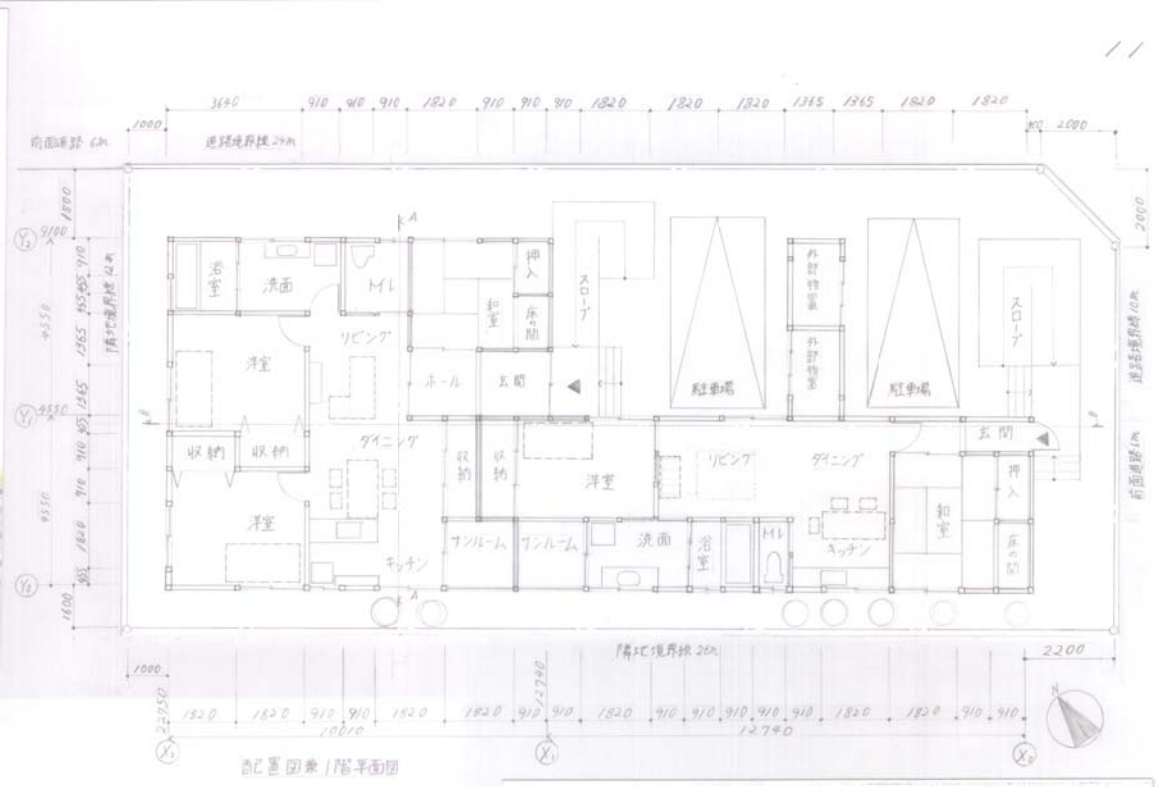 11
3640 910 910 910 1820 910 910 910 1820 1820 1820 1365 1365 1820 1820
1000 2000
前面道路 6m 道路境界線 24m
1800 2000
Y2 9100
910
455
455
1365
1365
455
910
910
1820
455
4550
4550
隣地境界線 12m
A
浴室 洗面 トイレ 和室 押入 床の間 スロープ 駐車場 外部物置 外部物置 駐車場 スロープ
道路境界線 10m
前面道路 6m
洋室 リビング ホール 玄関
Y1 4550
B B
収納 収納 ダイニング 収納 収納 洋室 リビング ダイニング 玄関
和室 押入 床の間
洋室 キッチン サンルーム サンルーム 洗面 浴室 トイレ キッチン
Y0
A
1600
隣地境界線 26m
1000 2200
22750 1820 1820 910 910 1820 1820 910 910 1820 910 910 910 910 910 1820 1820 910 910
10010 12740 12740
N
X1 X0
配置図兼1階平面図